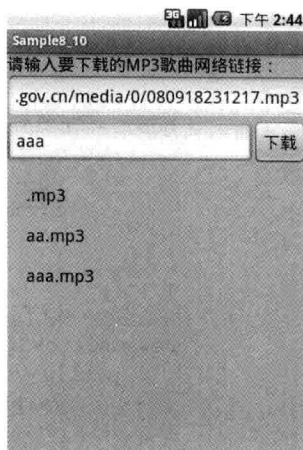 3G 下午 2:44
Sample8_10
请输入要下载的MP3歌曲网络链接：
.gov.cn/media/0/080918231217.mp3
aaa 下载
.mp3
aa.mp3
aaa.mp3